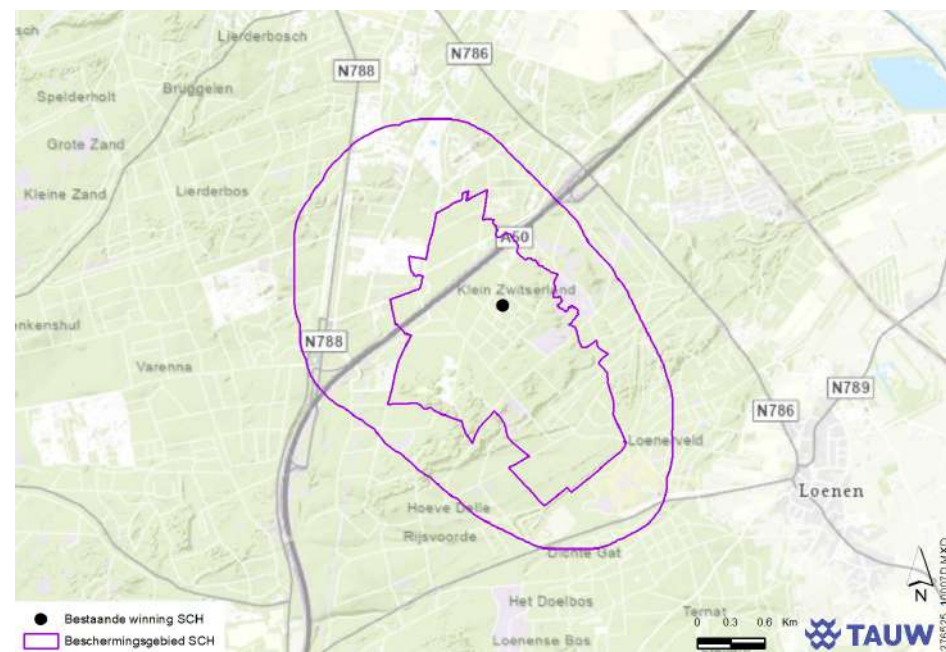 sch
Lierderbosch
N786
N788
Bruggelen
Spelderholt
Grote Zand
Kleine Zand
Lierderbos
A50
Klein Zwitserland
enkenshul
N788
Varenna
N789
N786
Loenerveld
Loenen
Hoeve Delle
Rijsvoorde
Dichte Gat
Het Doelbos
Ternat
Loenense Bos
N
Bestaande winning SCH
Beschermingsgebied SCH
0 0.3 0.6 Km
TAUW